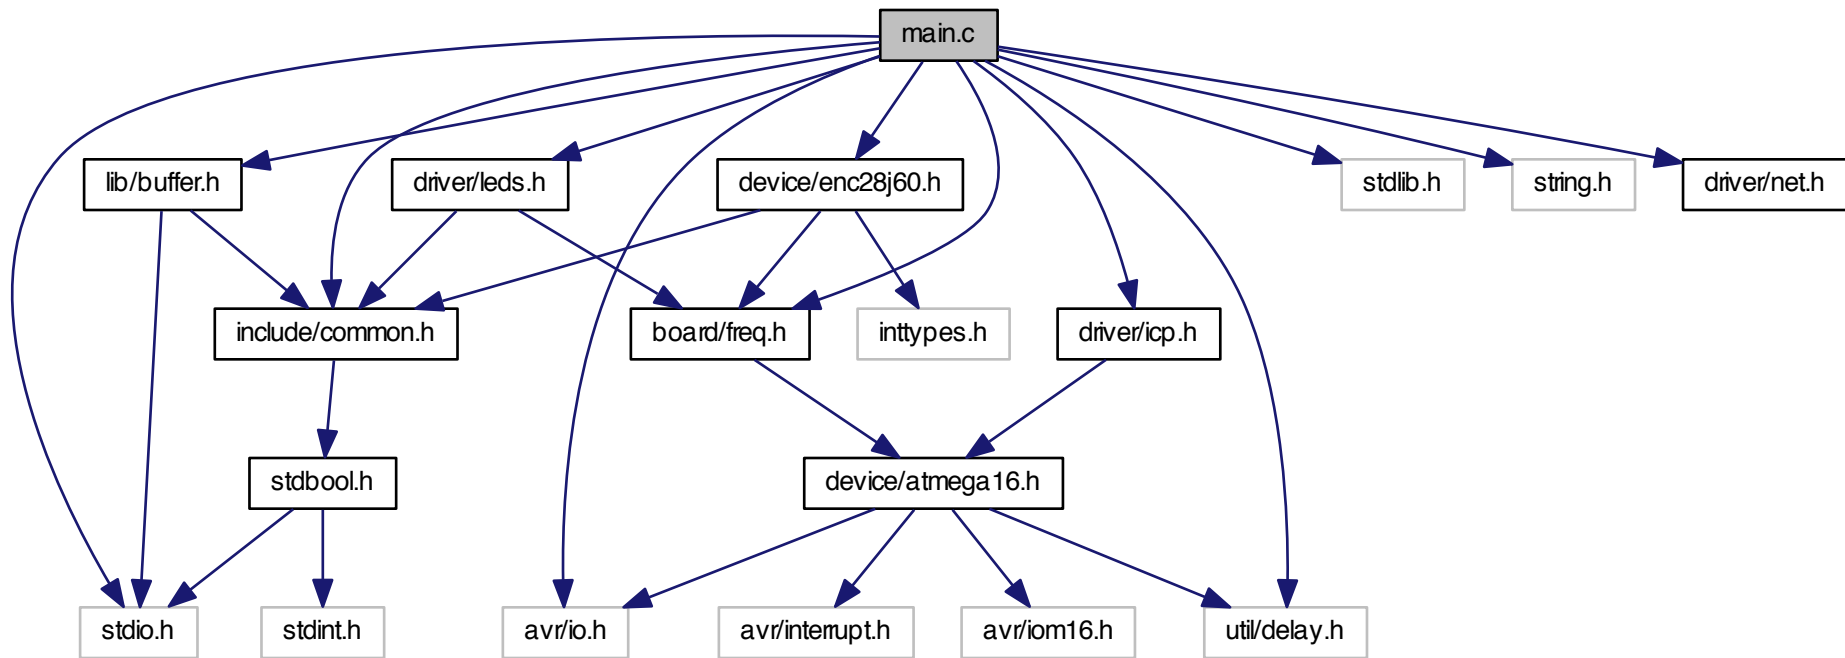 main.c
lib/buffer.h
driver/leds.h
device/enc28j60.h
stdlib.h
string.h
driver/net.h
include/common.h
board/freq.h
inttypes.h
driver/icp.h
stdbool.h
device/atmega16.h
stdio.h
stdint.h
avr/io.h
avr/interrupt.h
avr/iom16.h
util/delay.h